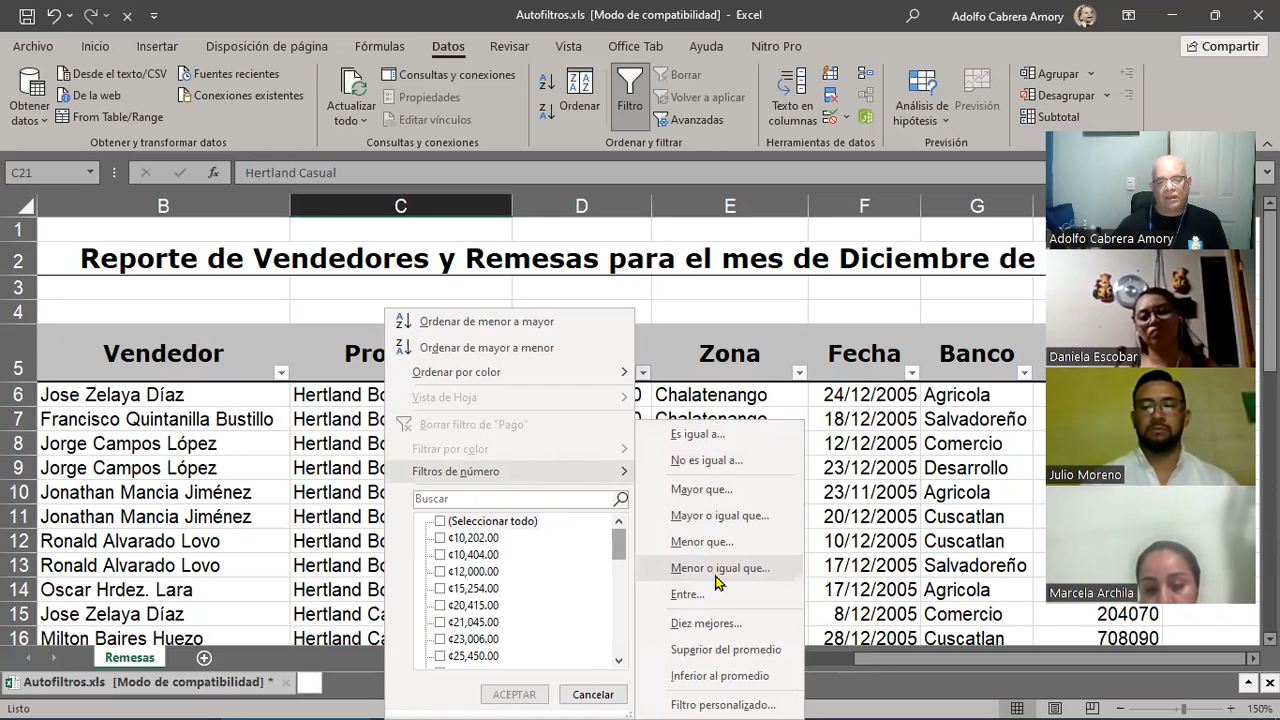 Autofiltros.xls [Modo de compatibilidad] - Excel
Adolfo Cabrera Amory
Archivo Inicio Insertar Disposición de página Fórmulas Datos Revisar Vista Office Tab Ayuda Nitro Pro
Compartir
Obtener datos
Desde el texto/CSV
De la web
From Table/Range
Fuentes recientes
Conexiones existentes
Obtener y transformar datos
Actualizar todo
Consultas y conexiones
Propiedades
Editar vínculos
Consultas y conexiones
Ordenar
Filtro
Borrar
Volver a aplicar
Avanzadas
Ordenar y filtrar
Texto en columnas
Herramientas de datos
Análisis de hipótesis
Previsión
Previsión
Agrupar
Desagrupar
Subtotal
C21
Hertland Casual
B C D E F G
1
2 Reporte de Vendedores y Remesas para el mes de Diciembre de
3
4
5 Vendedor Pro Zona Fecha Banco
6 Jose Zelaya Díaz Hertland Bo 0 Chalatenango 24/12/2005 Agricola
7 Francisco Quintanilla Bustillo Hertland Bo 0 Chalatenango 18/12/2005 Salvadoreño
8 Jorge Campos López Hertland Bo 12/12/2005 Comercio
9 Jorge Campos López Hertland Bo 23/12/2005 Desarrollo
10 Jonathan Mancia Jiménez Hertland Bo 23/11/2005 Agricola
11 Jonathan Mancia Jiménez Hertland Bo 17/12/2005 Cuscatlan
12 Ronald Alvarado Lovo Hertland Bo 10/12/2005 Cuscatlan
13 Ronald Alvarado Lovo Hertland Bo 17/12/2005 Agricola
14 Oscar Hrdez. Lara Hertland Bo 17/12/2005 Salvadoreño
15 Jose Zelaya Díaz Hertland Ca 8/12/2005 Comercio 204070
16 Milton Baires Huezo Hertland Ca 28/12/2005 Cuscatlan 708090
Ordenar de menor a mayor
Ordenar de mayor a menor
Ordenar por color
Vista de Hoja
Borrar filtro de "Pago"
Filtrar por color
Filtros de número
Buscar
(Seleccionar todo)
¢10,202.00
¢10,404.00
¢12,000.00
¢15,254.00
¢20,415.00
¢21,045.00
¢23,006.00
¢25,450.00
ACEPTAR Cancelar
Es igual a...
No es igual a...
Mayor que...
Mayor o igual que...
Menor que...
Menor o igual que...
Entre...
Diez mejores...
Superior del promedio
Inferior al promedio
Filtro personalizado...
Adolfo Cabrera Amory
Daniela Escobar
Julio Moreno
Marcela Archila
Remesas
Autofiltros.xls [Modo de compatibilidad] *
Listo
150%